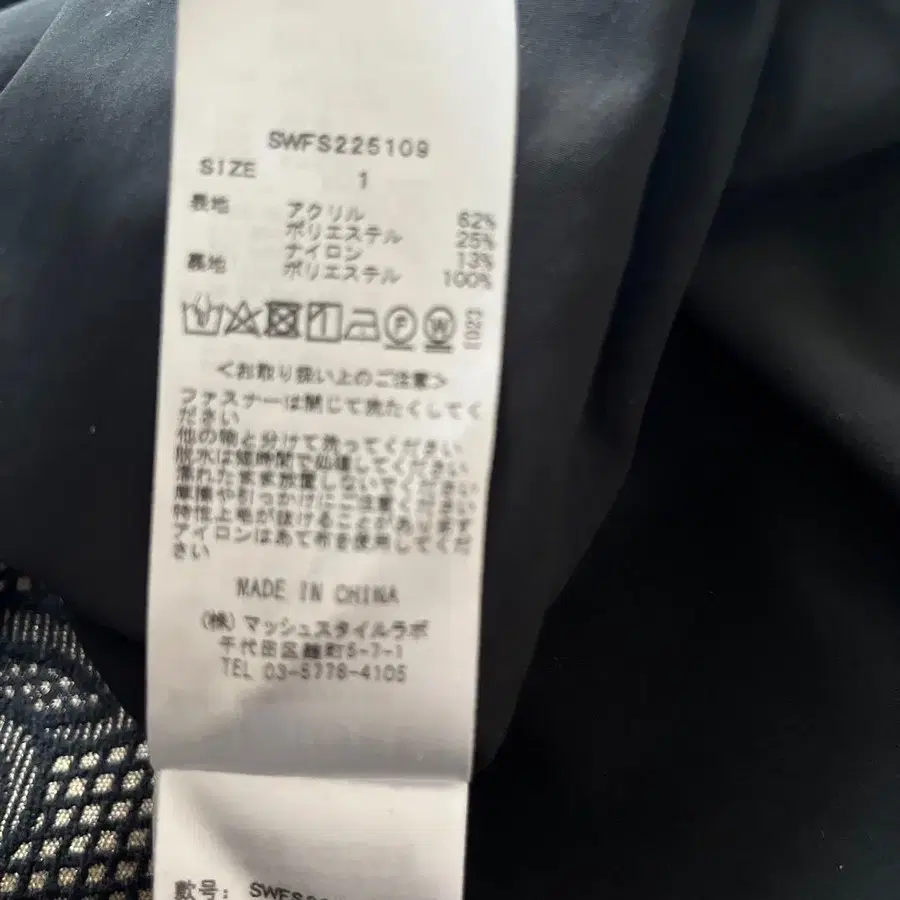 SWFS225109
SIZE 1
表地 アクリル 62%
ポリエステル 25%
ナイロン 13%
裏地 ポリエステル 100%
P W
<お取り扱い上のご注意>
ファスナーは閉じて洗たくしてく
ださい
他の物と分けて洗ってください
脱水は短時間で処理してください
濡れたまま放置しないでください
摩擦や引っかけにご注意ください
特性上毛が抜けることがあります
アイロンはあて布を使用してくだ
さい
MADE IN CHINA
(株)マッシュスタイルラボ
千代田区麹町5-7-1
TEL 03-5778-4105
款号: SWFS